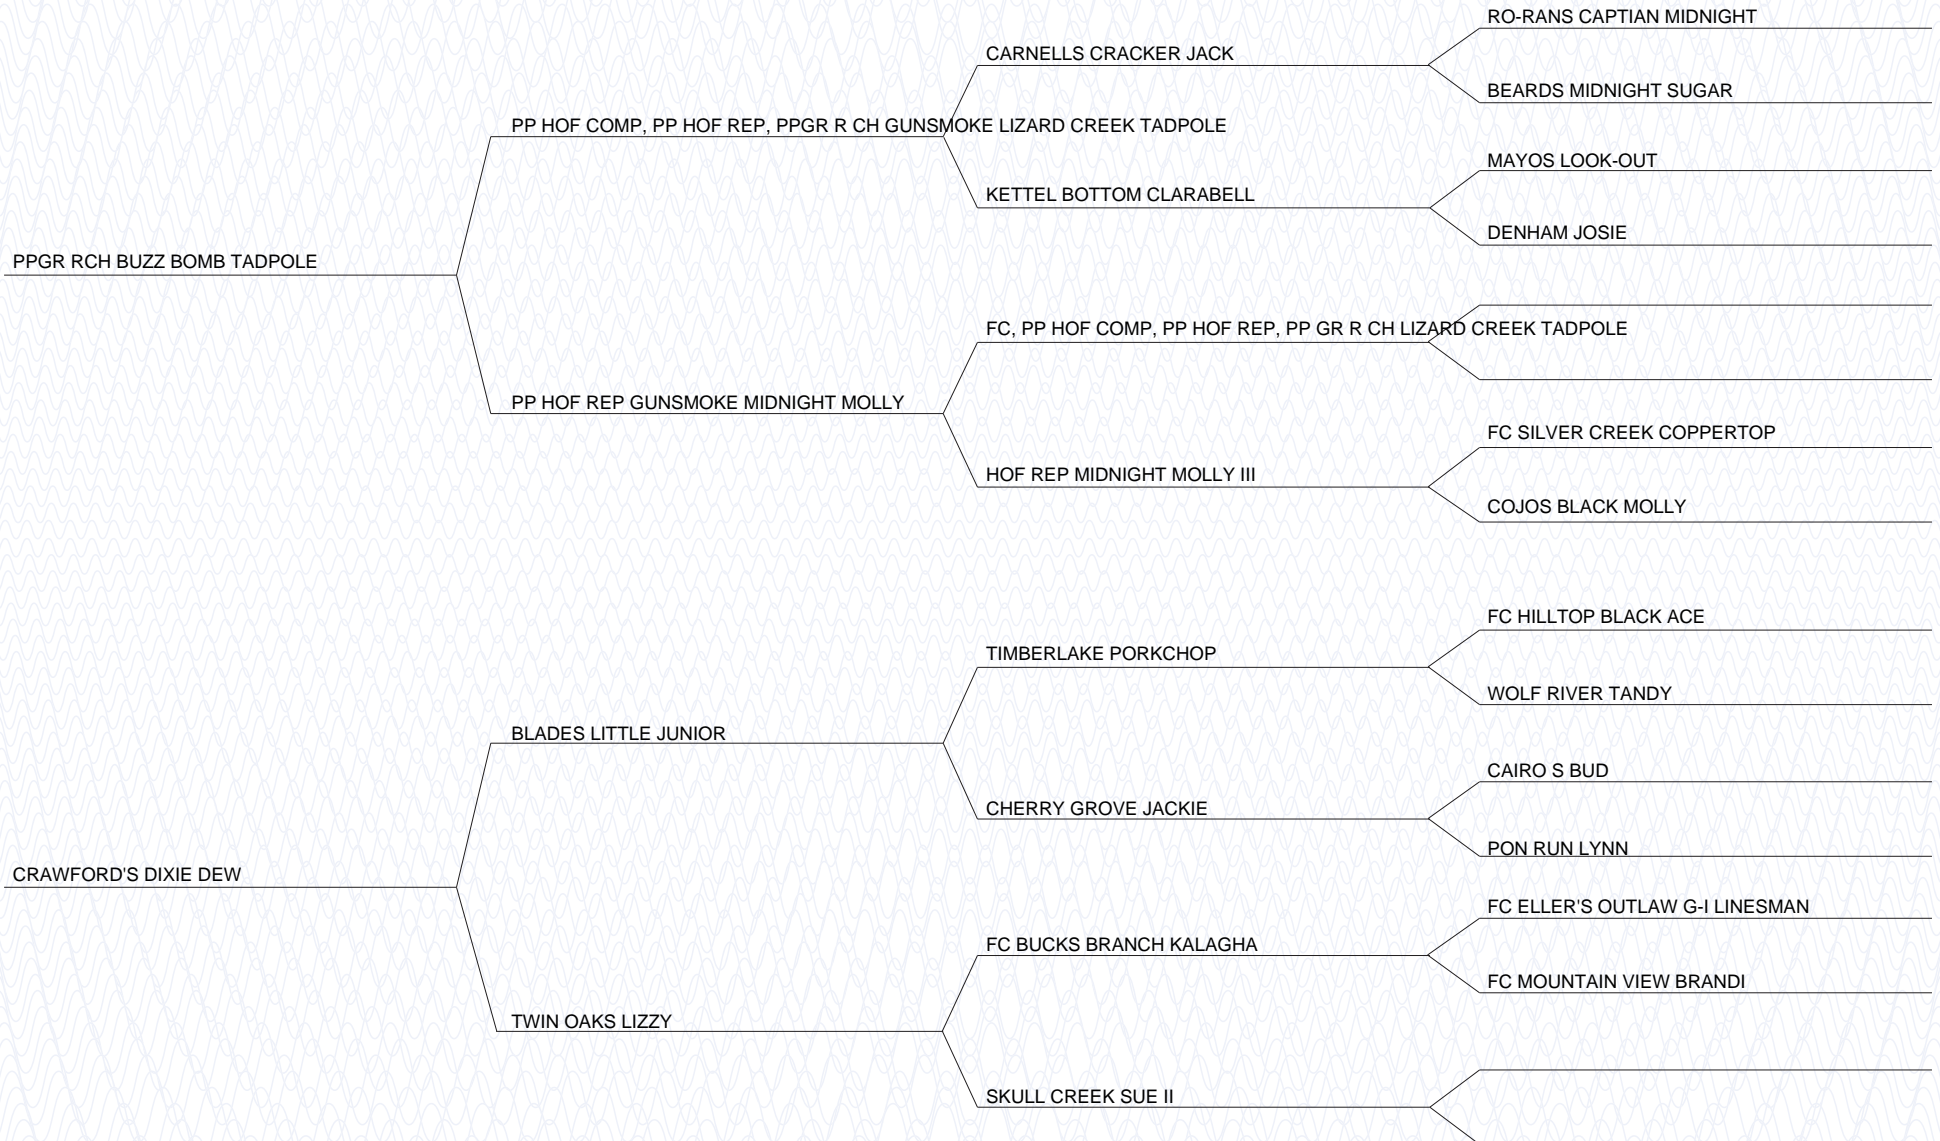 RO-RANS CAPTIAN MIDNIGHT
CARNELLS CRACKER JACK
BEARDS MIDNIGHT SUGAR
PP HOF COMP, PP HOF REP, PPGR R CH GUNSMOKE LIZARD CREEK TADPOLE
MAYOS LOOK-OUT
KETTEL BOTTOM CLARABELL
DENHAM JOSIE
PPGR RCH BUZZ BOMB TADPOLE
FC, PP HOF COMP, PP HOF REP, PP GR R CH LIZARD CREEK TADPOLE
PP HOF REP GUNSMOKE MIDNIGHT MOLLY
FC SILVER CREEK COPPERTOP
HOF REP MIDNIGHT MOLLY III
COJOS BLACK MOLLY
FC HILLTOP BLACK ACE
TIMBERLAKE PORKCHOP
WOLF RIVER TANDY
BLADES LITTLE JUNIOR
CAIRO S BUD
CHERRY GROVE JACKIE
PON RUN LYNN
CRAWFORD'S DIXIE DEW
FC ELLER'S OUTLAW G-I LINESMAN
FC BUCKS BRANCH KALAGHA
FC MOUNTAIN VIEW BRANDI
TWIN OAKS LIZZY
SKULL CREEK SUE II